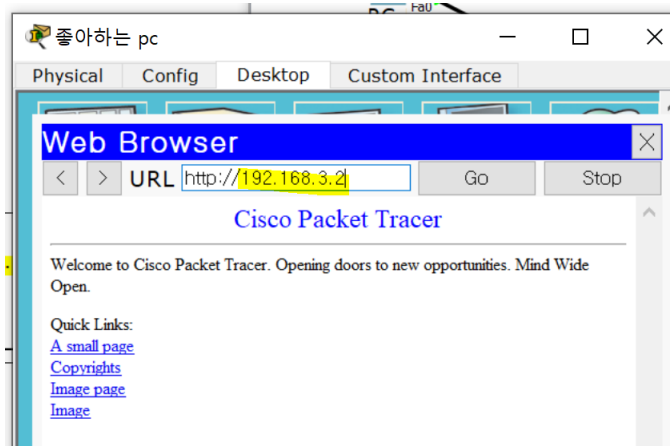 PC Fa0
좋아하는 pc
Physical Config Desktop Custom Interface
Web Browser
URL http://192.168.3.2 Go Stop
Cisco Packet Tracer
Welcome to Cisco Packet Tracer. Opening doors to new opportunities. Mind Wide
Open.
Quick Links:
A small page
Copyrights
Image page
Image